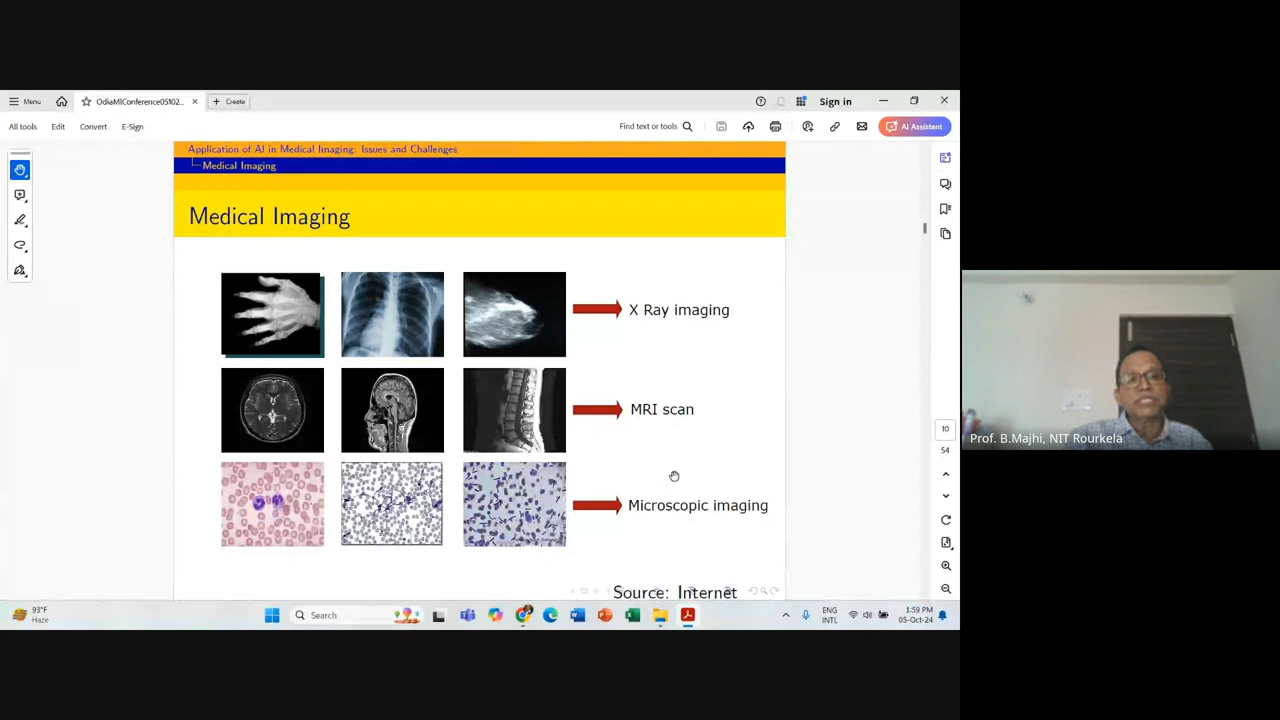 Menu
OdiaMlConference05102...
Create
Sign in
All tools
Edit
Convert
E-Sign
Find text or tools
AI Assistant
Application of AI in Medical Imaging: Issues and Challenges
Medical Imaging
Medical Imaging
X Ray imaging
MRI scan
Microscopic imaging
Source: Internet
10
54
Prof. B.Majhi, NIT Rourkela
93°F
Haze
Search
ENG
INTL
1:59 PM
05-Oct-24